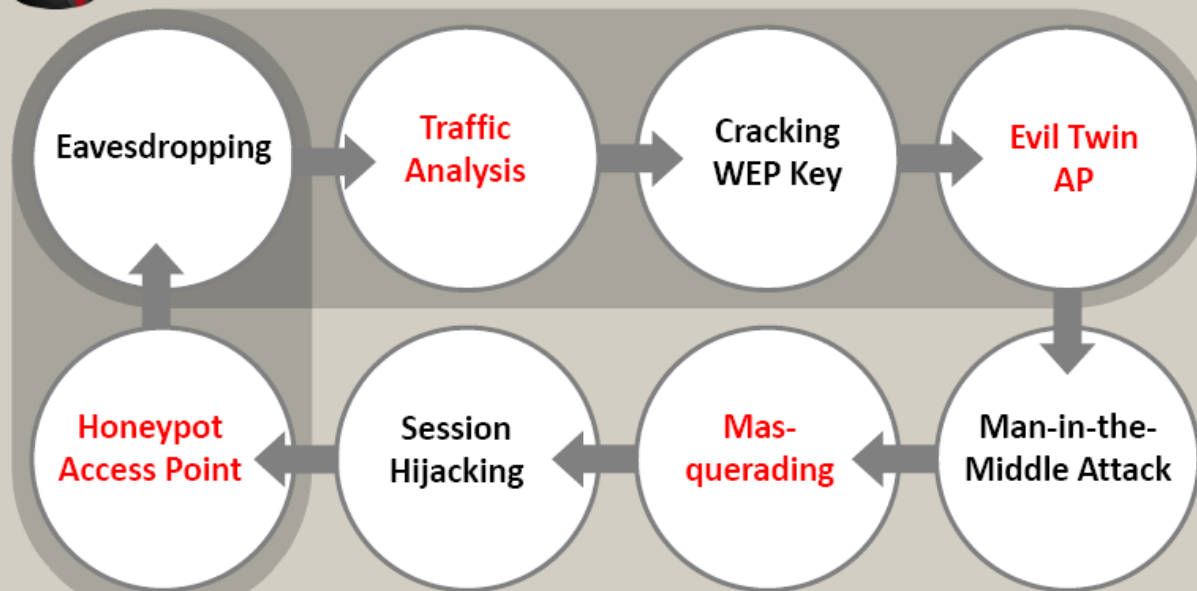 Eavesdropping
Traffic
Analysis
Cracking
WEP Key
Evil Twin
AP
Honeypot
Access Point
Session
Hijacking
Mas-
querading
Man-in-the-
Middle Attack